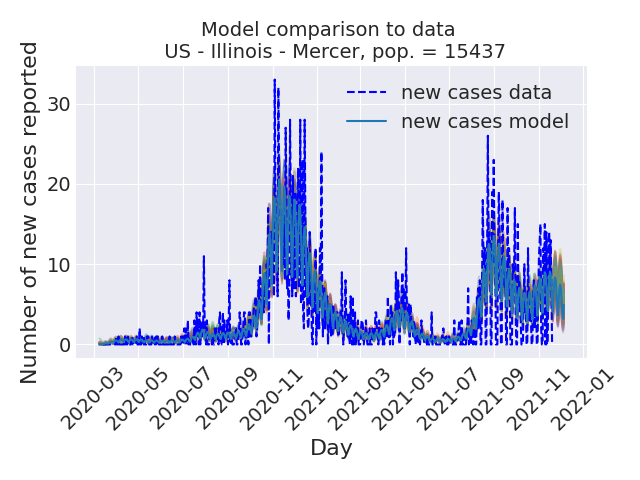 Model comparison to data
US - Illinois - Mercer, pop. = 15437
Number of new cases reported
30
20
10
0
new cases data
new cases model
2020-03
2020-05
2020-07
2020-09
2020-11
2021-01
2021-03
2021-05
2021-07
2021-09
2021-11
2022-01
Day